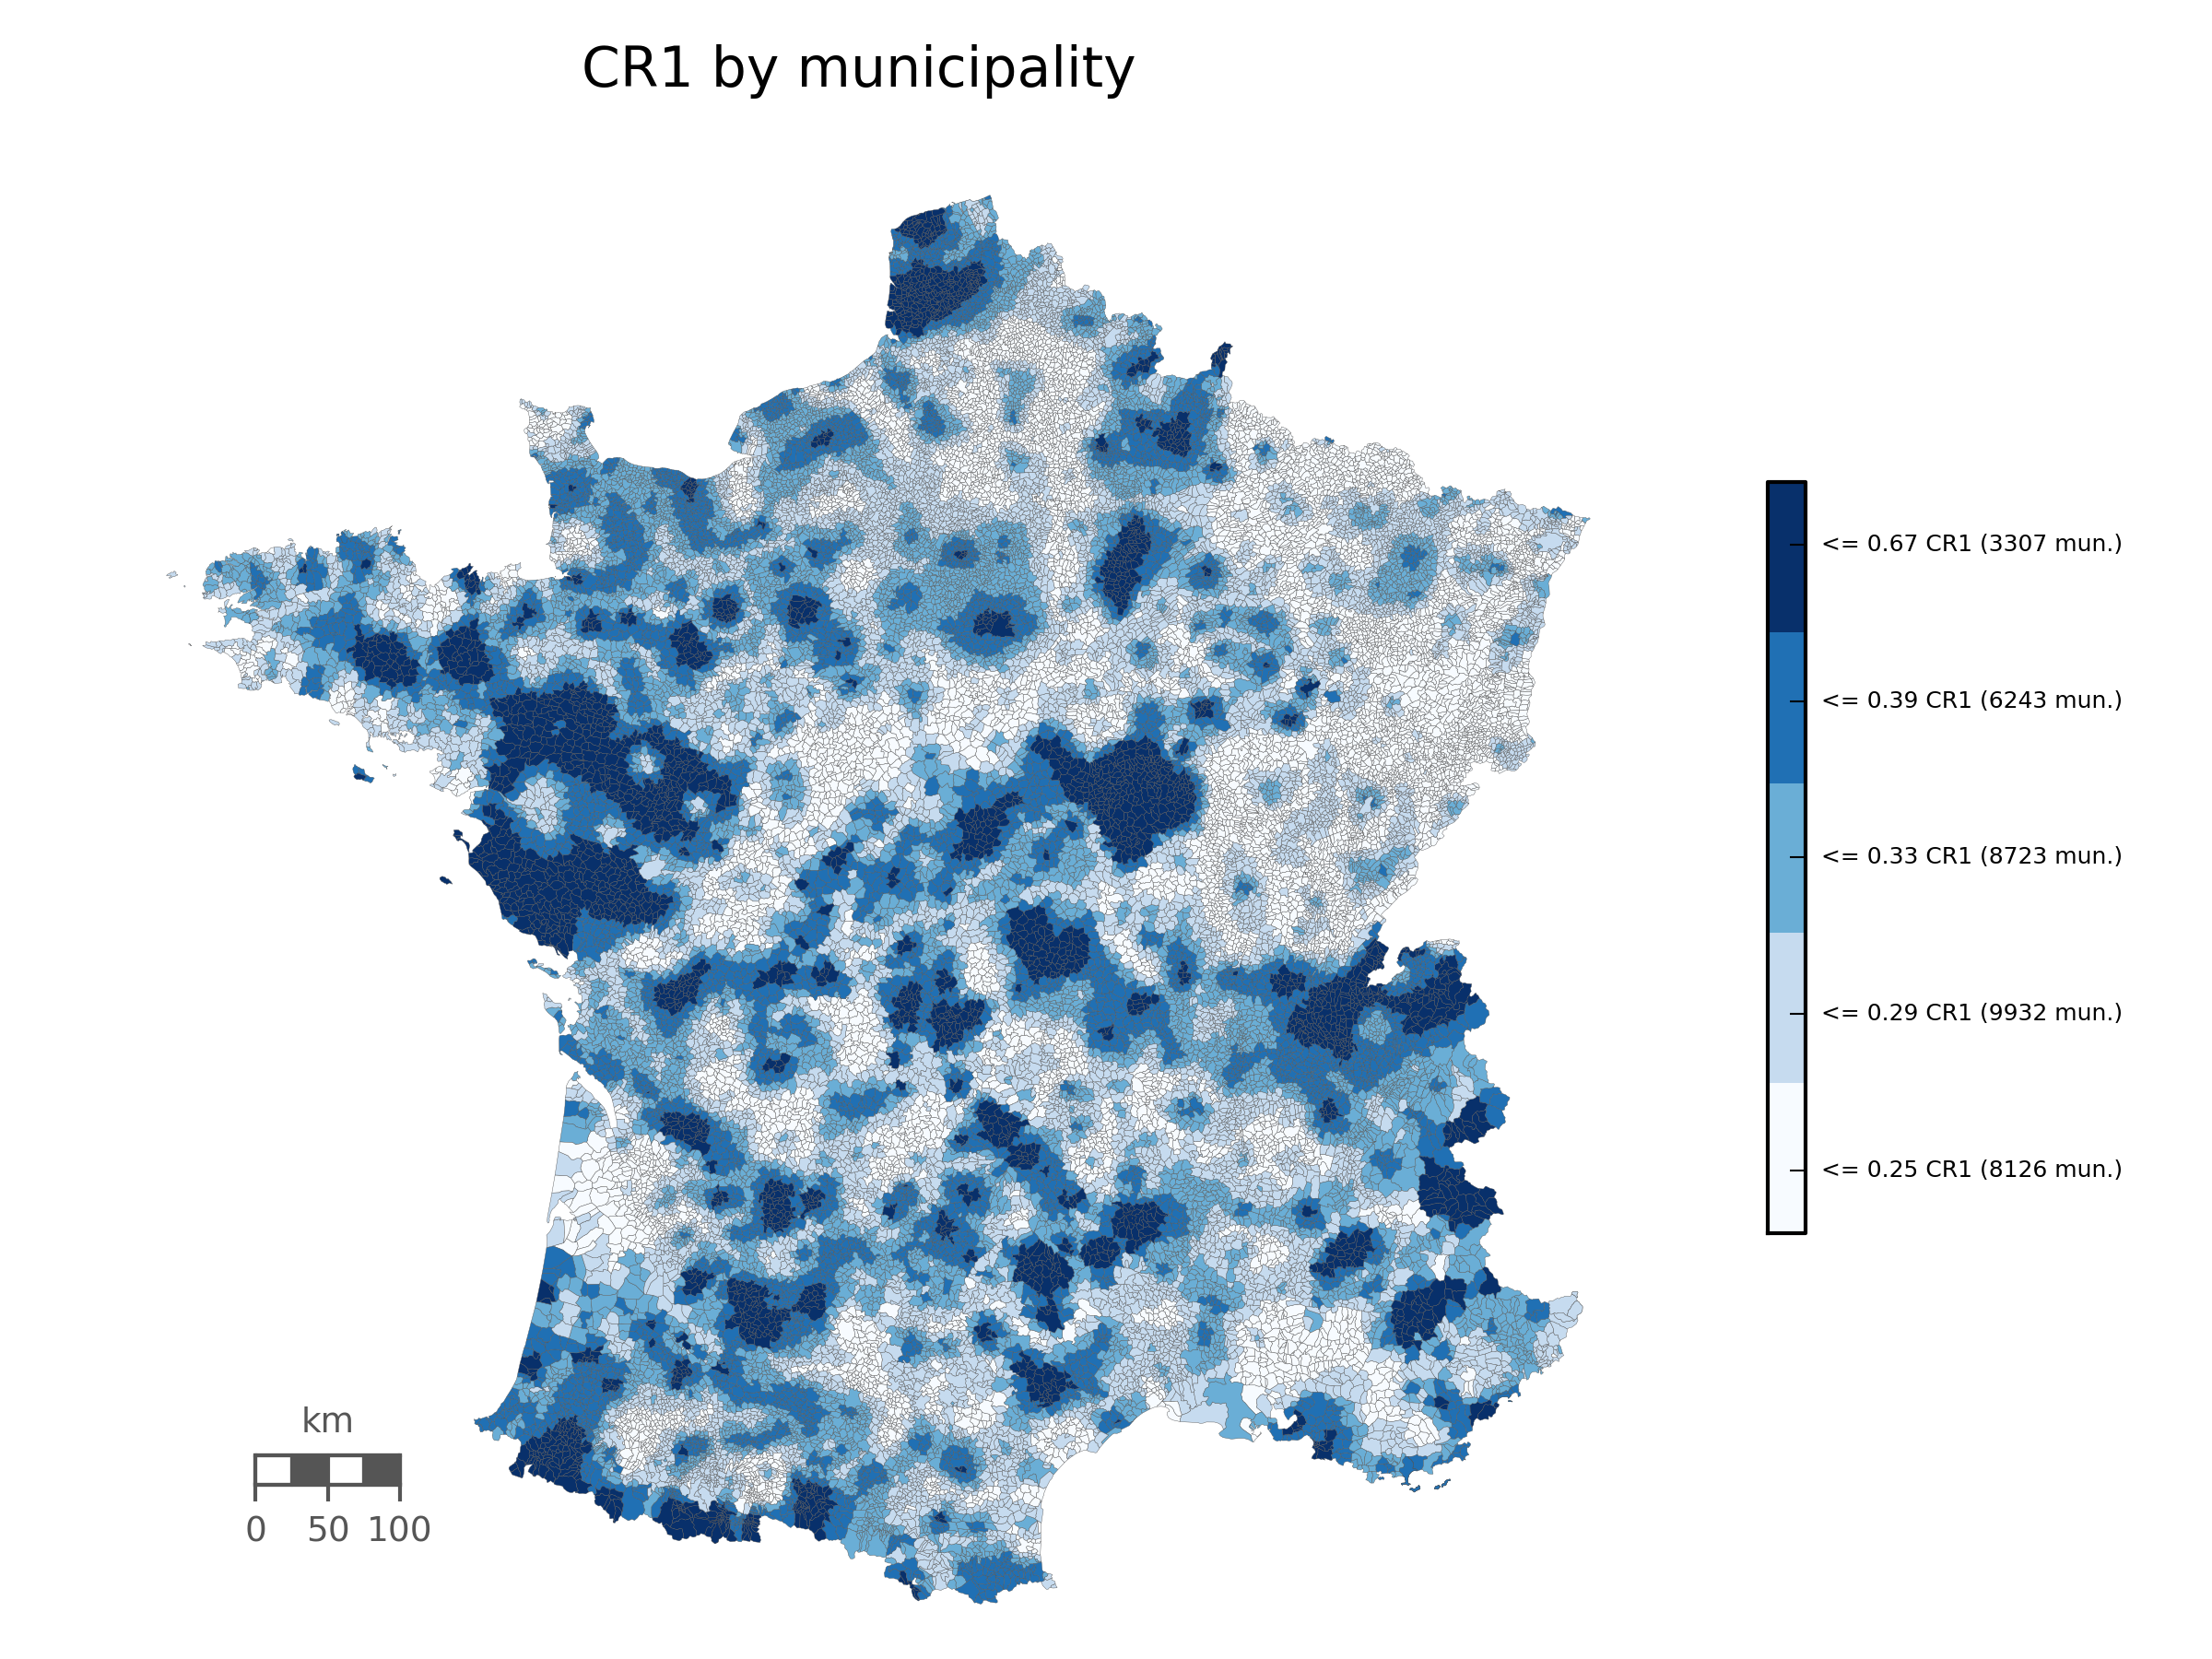 CR1 by municipality
<= 0.67 CR1 (3307 mun.)
<= 0.39 CR1 (6243 mun.)
<= 0.33 CR1 (8723 mun.)
<= 0.29 CR1 (9932 mun.)
<= 0.25 CR1 (8126 mun.)
km
0 50 100